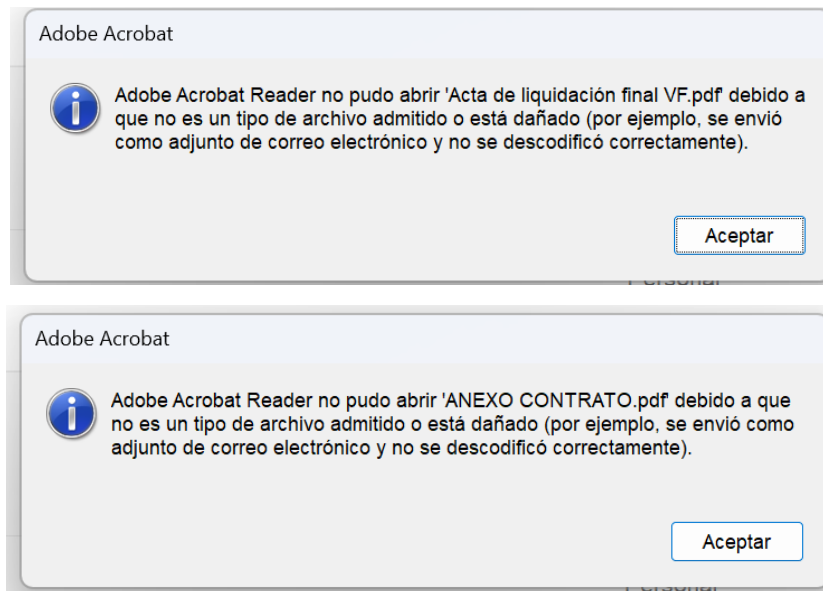 Adobe Acrobat
Adobe Acrobat Reader no pudo abrir 'Acta de liquidación final VF.pdf' debido a
que no es un tipo de archivo admitido o está dañado (por ejemplo, se envió
como adjunto de correo electrónico y no se descodificó correctamente).
Aceptar
Personal
Adobe Acrobat
Adobe Acrobat Reader no pudo abrir 'ANEXO CONTRATO.pdf' debido a que
no es un tipo de archivo admitido o está dañado (por ejemplo, se envió como
adjunto de correo electrónico y no se descodificó correctamente).
Aceptar
Personal